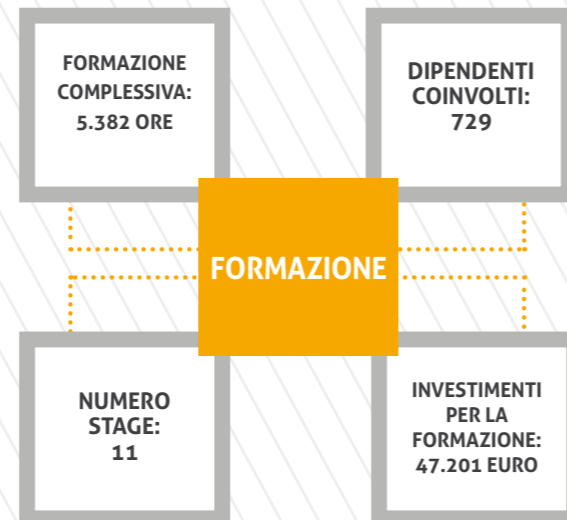 FORMAZIONE
COMPLESSIVA:
5.382 ORE
DIPENDENTI
COINVOLTI:
729
FORMAZIONE
NUMERO
STAGE:
11
INVESTIMENTI
PER LA
FORMAZIONE:
47.201 EURO